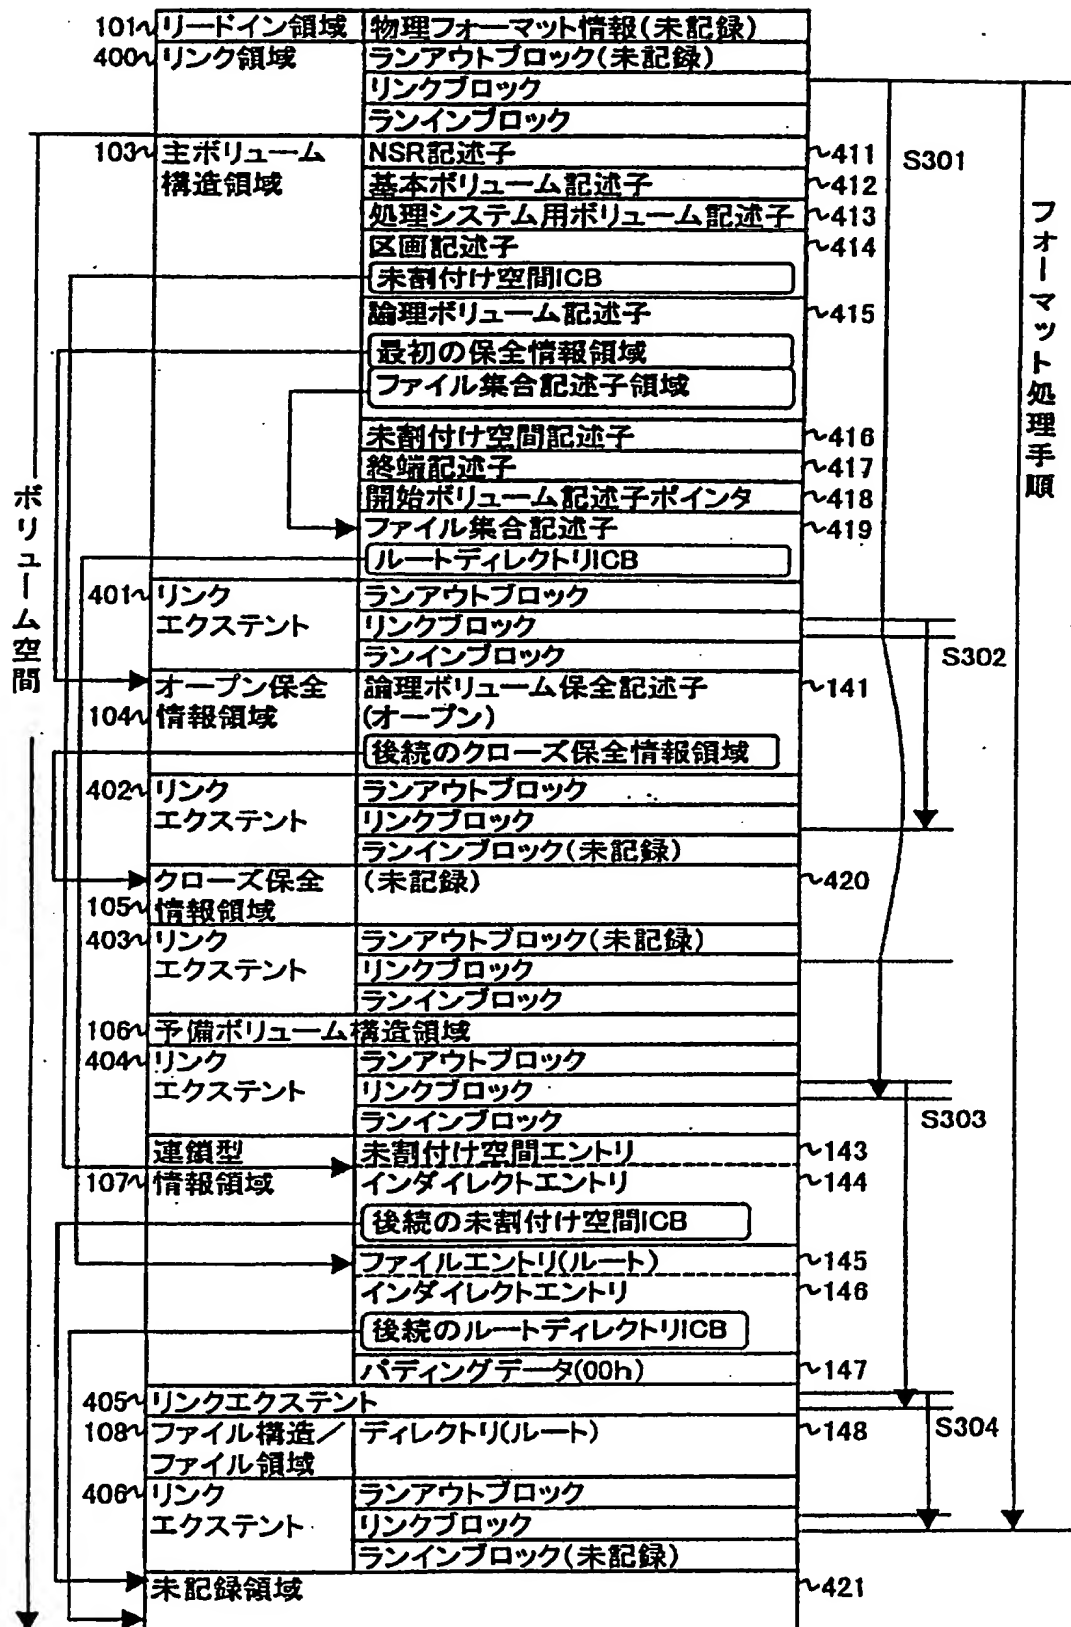 101 リードイン領域 物理フォーマット情報(未記録)
400 リンク領域 ランアウトブロック(未記録)
リンクブロック
ランインブロック
103 主ボリューム構造領域 NSR記述子 411
基本ボリューム記述子 412
処理システム用ボリューム記述子 413
区画記述子 414
未割付け空間ICB
論理ボリューム記述子 415
最初の保全情報領域
ファイル集合記述子領域
未割付け空間記述子 416
終端記述子 417
開始ボリューム記述子ポインタ 418
ファイル集合記述子 419
ルートディレクトリICB
401 リンク ランアウトブロック
エクステント リンクブロック
ランインブロック
オープン保全 論理ボリューム保全記述子 141
104 情報領域 (オープン)
後続のクローズ保全情報領域
402 リンク ランアウトブロック
エクステント リンクブロック
ランインブロック(未記録)
クローズ保全 (未記録) 420
105 情報領域
403 リンク ランアウトブロック(未記録)
エクステント リンクブロック
ランインブロック
106 予備ボリューム構造領域
404 リンク ランアウトブロック
エクステント リンクブロック
ランインブロック
連鎖型 未割付け空間エントリ 143
107 情報領域 インダイレクトエントリ 144
後続の未割付け空間ICB
ファイルエントリ(ルート) 145
インダイレクトエントリ 146
後続のルートディレクトリICB
パディングデータ(00h) 147
405 リンクエクステント
108 ファイル構造/ ディレクトリ(ルート) 148
ファイル領域
406 リンク ランアウトブロック
エクステント リンクブロック
ランインブロック(未記録)
未記録領域 421
ボリューム空間
S301
S302
S303
S304
フォーマット処理手順